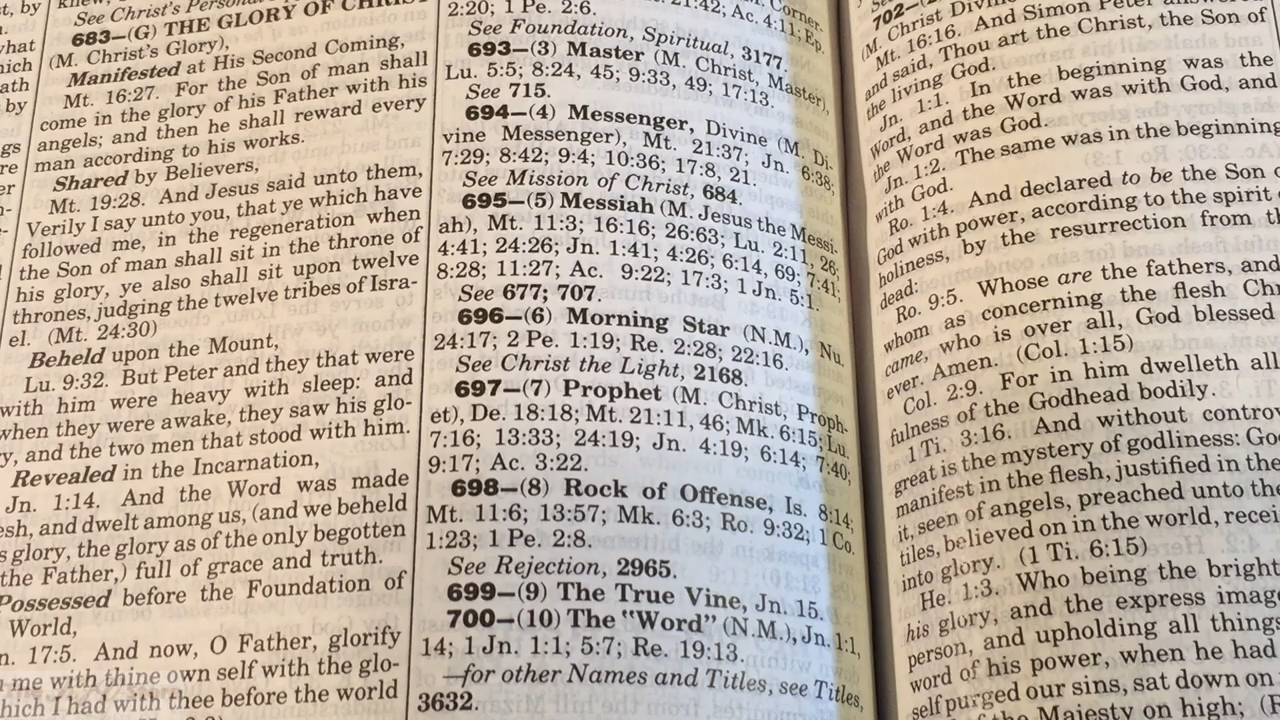 See Christ's Personal
683—(G) THE GLORY OF CHRIST
(M. Christ's Glory),
Manifested at His Second Coming,
Mt. 16:27. For the Son of man shall
come in the glory of his Father with his
angels; and then he shall reward every
man according to his works.
Shared by Believers,
Mt. 19:28. And Jesus said unto them,
Verily I say unto you, that ye which have
followed me, in the regeneration when
the Son of man shall sit in the throne of
his glory, ye also shall sit upon twelve
thrones, judging the twelve tribes of Isra-
el. (Mt. 24:30)
Beheld upon the Mount,
Lu. 9:32. But Peter and they that were
with him were heavy with sleep: and
when they were awake, they saw his glo-
y, and the two men that stood with him.
Revealed in the Incarnation,
Jn. 1:14. And the Word was made
esh, and dwelt among us, (and we beheld
s glory, the glory as of the only begotten
the Father,) full of grace and truth.
Possessed before the Foundation of
World,
n. 17:5. And now, O Father, glorify
me with thine own self with the glo-
hich I had with thee before the world
2:20; 1 Pe. 2:6.
See Foundation, Spiritual, 3177.
693—(3) Master (M. Christ, Master),
Lu. 5:5; 8:24, 45; 9:33, 49; 17:13.
See 715.
694—(4) Messenger, Divine (M. Di-
vine Messenger), Mt. 21:37; Jn. 6:38;
7:29; 8:42; 9:4; 10:36; 17:8, 21.
See Mission of Christ, 684.
695—(5) Messiah (M. Jesus the Messi-
ah), Mt. 11:3; 16:16; 26:63; Lu. 2:11, 26;
4:41; 24:26; Jn. 1:41; 4:26; 6:14, 69; 7:41;
8:28; 11:27; Ac. 9:22; 17:3; 1 Jn. 5:1.
See 677; 707.
696—(6) Morning Star (N.M.), Nu.
24:17; 2 Pe. 1:19; Re. 2:28; 22:16.
See Christ the Light, 2168.
697—(7) Prophet (M. Christ, Proph-
et), De. 18:18; Mt. 21:11, 46; Mk. 6:15; Lu.
7:16; 13:33; 24:19; Jn. 4:19; 6:14; 7:40;
9:17; Ac. 3:22.
698—(8) Rock of Offense, Is. 8:14;
Mt. 11:6; 13:57; Mk. 6:3; Ro. 9:32; 1 Co.
1:23; 1 Pe. 2:8.
See Rejection, 2965.
699—(9) The True Vine, Jn. 15.
700—(10) The "Word" (N.M.), Jn. 1:1,
14; 1 Jn. 1:1; 5:7; Re. 19:13.
—for other Names and Titles, see Titles,
3632.
(M. Christ Divine
Mt. 16:16. And Simon Peter answered
and said, Thou art the Christ, the Son of
the living God.
Jn. 1:1. In the beginning was the
Word, and the Word was with God, and
the Word was God.
Jn. 1:2. The same was in the beginning
with God.
Ro. 1:4. And declared to be the Son
God with power, according to the spirit
holiness, by the resurrection from
dead:
Ro. 9:5. Whose are the fathers, and
whom as concerning the flesh
came, who is over all, God blessed
ever. Amen. (Col. 1:15)
Col. 2:9. For in him dwelleth all
fulness of the Godhead bodily.
1 Ti. 3:16. And without controv
great is the mystery of godliness: God
manifest in the flesh, justified in the
it, seen of angels, preached unto the
tiles, believed on in the world, recei
into glory. (1 Ti. 6:15)
He. 1:3. Who being the bright
his glory, and the express image
person, and upholding all things
word of his power, when he had
self purged our sins, sat down on
Majesty on high;